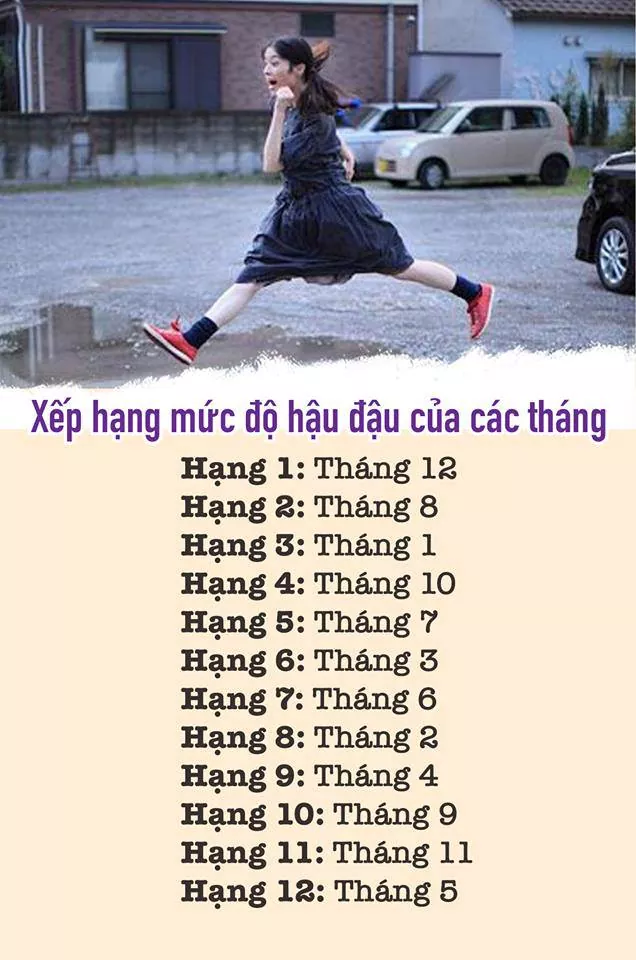 Xếp hạng mức độ hậu đậu của các tháng
Hạng 1: Tháng 12
Hạng 2: Tháng 8
Hạng 3: Tháng 1
Hạng 4: Tháng 10
Hạng 5: Tháng 7
Hạng 6: Tháng 3
Hạng 7: Tháng 6
Hạng 8: Tháng 2
Hạng 9: Tháng 4
Hạng 10: Tháng 9
Hạng 11: Tháng 11
Hạng 12: Tháng 5